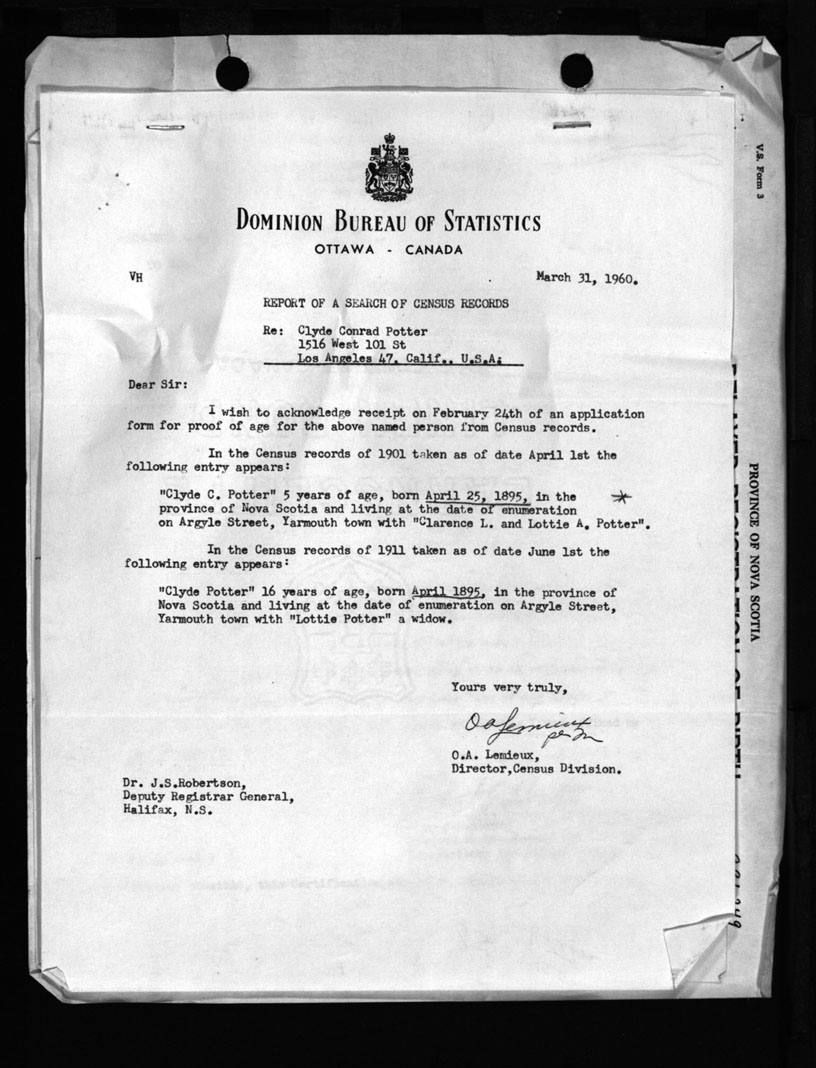 DOMINION BUREAU OF STATISTICS
OTTAWA - CANADA
VH
March 31, 1960.
REPORT OF A SEARCH OF CENSUS RECORDS
Re: Clyde Conrad Potter
1516 West 101 St
Los Angeles 47, Calif., U.S.A.
Dear Sir:
I wish to acknowledge receipt on February 24th of an application
form for proof of age for the above named person from Census records.
In the Census records of 1901 taken as of date April 1st the
following entry appears:
"Clyde C. Potter" 5 years of age, born April 25, 1895, in the
province of Nova Scotia and living at the date of enumeration
on Argyle Street, Yarmouth town with "Clarence L. and Lottie A. Potter".
In the Census records of 1911 taken as of date June 1st the
following entry appears:
"Clyde Potter" 16 years of age, born April 1895, in the province of
Nova Scotia and living at the date of enumeration on Argyle Street,
Yarmouth town with "Lottie Potter" a widow.
Yours very truly,
O A Lemieux
per
O.A. Lemieux,
Director,Census Division.
Dr. J.S.Robertson,
Deputy Registrar General,
Halifax, N.S.
V.S. Form 3
PROVINCE OF NOVA SCOTIA
DELAYED REGISTRATION OF BIRTH